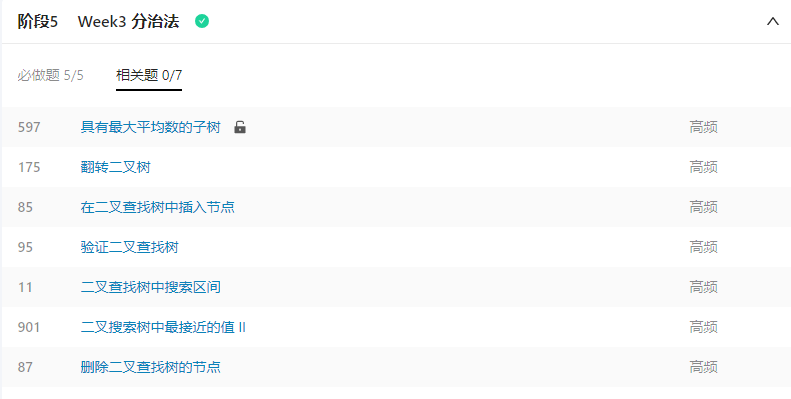 阶段5 Week3 分治法
必做题 5/5 相关题 0/7
597 具有最大平均数的子树 高频
175 翻转二叉树 高频
85 在二叉查找树中插入节点 高频
95 验证二叉查找树 高频
11 二叉查找树中搜索区间 高频
901 二叉搜索树中最接近的值 II 高频
87 删除二叉查找树的节点 高频